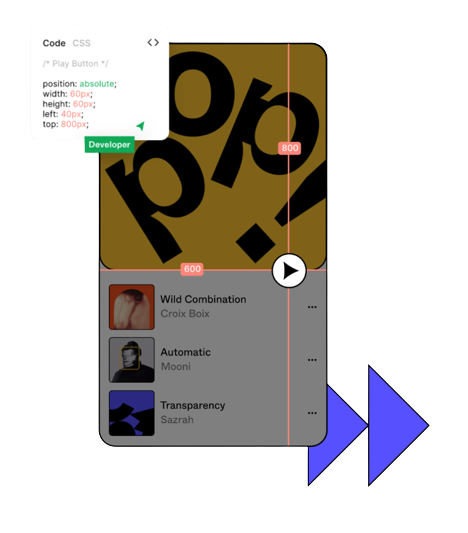 Code CSS
/* Play Button */
position: absolute;
width: 60px;
height: 60px;
left: 40px;
top: 800px;
Developer
pop
p!
800
600
Wild Combination
Croix Boix
Automatic
Mooni
Transparency
Sazrah